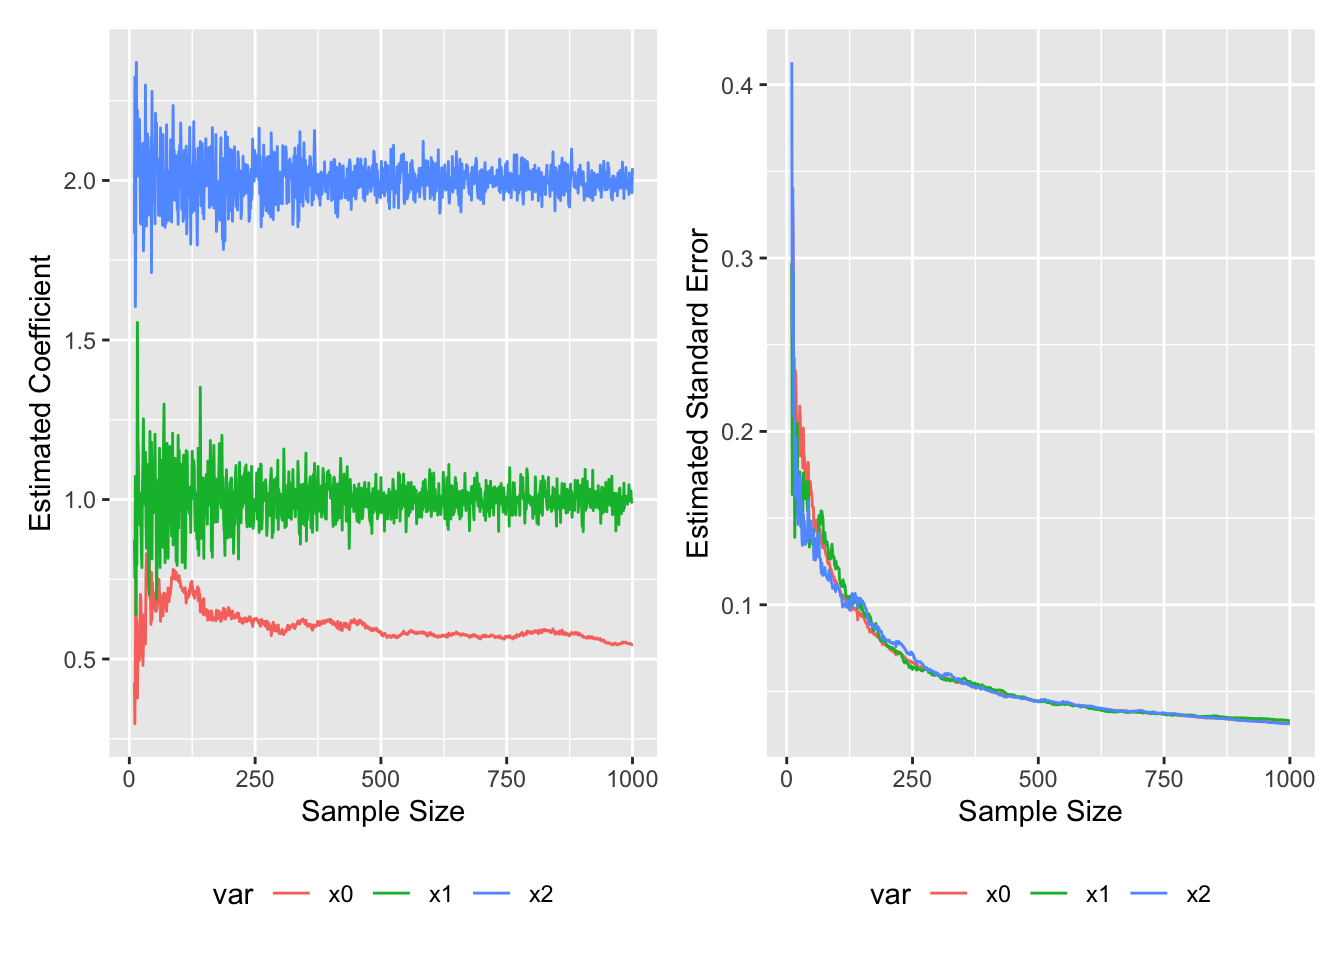 Estimated Coefficient
2.0
1.5
1.0
0.5
0 250 500 750 1000
Sample Size
var x0 x1 x2
Estimated Standard Error
0.4
0.3
0.2
0.1
0 250 500 750 1000
Sample Size
var x0 x1 x2